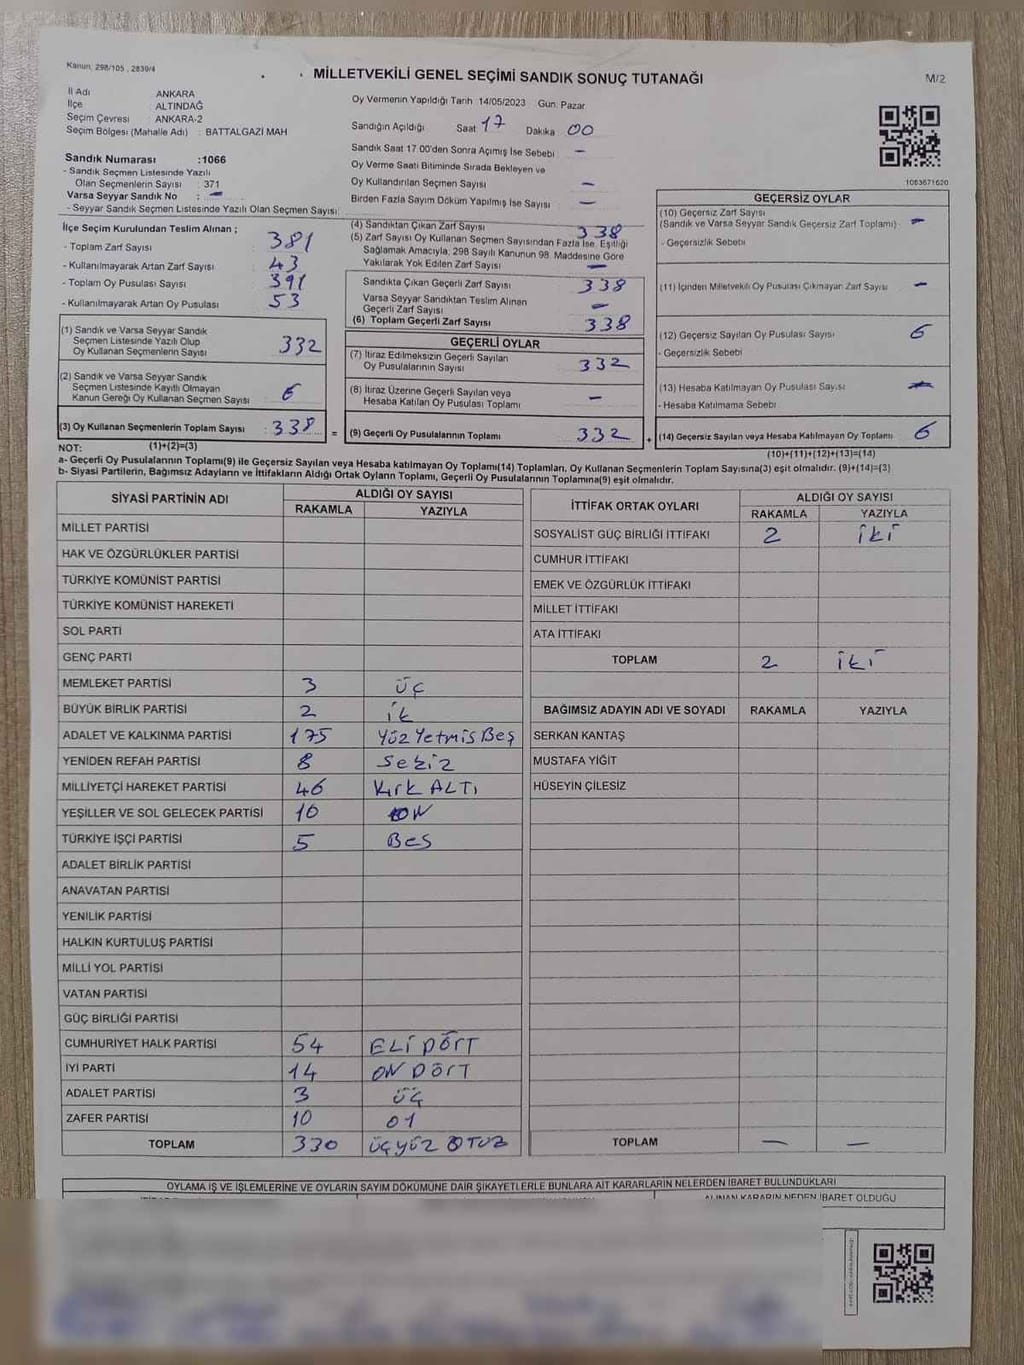 Kanun, 298/105 , 2839/4
MİLLETVEKİLİ GENEL SEÇİMİ SANDIK SONUÇ TUTANAĞI
M/2
İl Adı ANKARA
İlçe ALTINDAĞ
Seçim Çevresi ANKARA-2
Seçim Bölgesi (Mahalle Adı) : BATTALGAZİ MAH
Sandık Numarası :1066
- Sandık Seçmen Listesinde Yazılı
Olan Seçmenlerin Sayısı : 371
Varsa Seyyar Sandık No : -
- Seyyar Sandık Seçmen Listesinde Yazılı Olan Seçmen Sayısı:
Oy Vermenin Yapıldığı Tarih 14/05/2023 Gun: Pazar
Sandığın Açıldığı Saat 17 Dakika 00
Sandık Saat 17:00'den Sonra Açımış İse Sebebi -
Oy Verme Saati Bitiminde Sırada Bekleyen ve
Oy Kullandırılan Seçmen Sayısı -
Birden Fazla Sayım Döküm Yapılmış İse Sayısı -
1083671620
İlçe Seçim Kurulundan Teslim Alınan ;
- Toplam Zarf Sayısı 381
- Kullanılmayarak Artan Zarf Sayısı 43
- Toplam Oy Pusulası Sayısı 391
- Kullanılmayarak Artan Oy Pusulası 53
(1) Sandık ve Varsa Seyyar Sandık
Seçmen Listesinde Yazılı Olup
Oy Kullanan Seçmenlerin Sayısı 332
(2) Sandık ve Varsa Seyyar Sandık
Seçmen Listesinde Kayıtlı Olmayan
Kanun Gereği Oy Kullanan Seçmen Sayısı 6
(3) Oy Kullanan Seçmenlerin Toplam Sayısı : 338 =
(4) Sandıktan Çıkan Zarf Sayısı 338
(5) Zarf Sayısı Oy Kullanan Seçmen Sayısından Fazla İse, Eşitliği
Sağlamak Amacıyla, 298 Sayılı Kanunun 98. Maddesine Göre
Yakılarak Yok Edilen Zarf Sayısı -
Sandıkta Çıkan Geçerli Zarf Sayısı 338
Varsa Seyyar Sandıktan Teslim Alınan
Geçerli Zarf Sayısı -
(6) Toplam Geçerli Zarf Sayısı 338
GEÇERLİ OYLAR
(7) İtiraz Edilmeksizin Geçerli Sayılan
Oy Pusulalarının Sayısı 332
(8) İtiraz Üzerine Geçerli Sayılan veya
Hesaba Katılan Oy Pusulası Toplamı -
(9) Geçerli Oy Pusulalarının Toplamı 332 +
GEÇERSİZ OYLAR
(10) Geçersiz Zarf Sayısı
(Sandık ve Varsa Seyyar Sandık Geçersiz Zarf Toplamı) -
- Geçersizlik Sebebi
(11) İçinden Milletvekili Oy Pusulası Çıkmayan Zarf Sayısı -
(12) Geçersiz Sayılan Oy Pusulası Sayısı 6
- Geçersizlik Sebebi
(13) Hesaba Katılmayan Oy Pusulası Sayısı -
- Hesaba Katılmama Sebebi
(14) Geçersiz Sayılan veya Hesaba Katılmayan Oy Toplamı 6
NOT: (1)+(2)=(3) (10)+(11)+(12)+(13)=(14)
a- Geçerli Oy Pusulalarının Toplamı(9) ile Geçersiz Sayılan veya Hesaba katılmayan Oy Toplamı(14) Toplamları, Oy Kullanan Seçmenlerin Toplam Sayısına(3) eşit olmalıdır. (9)+(14)=(3)
b- Siyasi Partilerin, Bağımsız Adayların ve İttifakların Aldığı Ortak Oyların Toplamı, Geçerli Oy Pusulalarının Toplamına(9) eşit olmalıdır.
SİYASİ PARTİNİN ADI ALDIĞI OY SAYISI
RAKAMLA YAZIYLA
MİLLET PARTİSİ
HAK VE ÖZGÜRLÜKLER PARTİSİ
TÜRKİYE KOMÜNİST PARTİSİ
TÜRKİYE KOMÜNİST HAREKETİ
SOL PARTİ
GENÇ PARTİ
MEMLEKET PARTİSİ 3 üç
BÜYÜK BİRLİK PARTİSİ 2 ik
ADALET VE KALKINMA PARTİSİ 175 Yüz Yetmis Beş
YENİDEN REFAH PARTİSİ 8 Sekiz
MİLLİYETÇİ HAREKET PARTİSİ 46 Kırk ALTI
YEŞİLLER VE SOL GELECEK PARTİSİ 10 ON
TÜRKİYE İŞÇİ PARTİSİ 5 Bes
ADALET BİRLİK PARTİSİ
ANAVATAN PARTİSİ
YENİLİK PARTİSİ
HALKIN KURTULUŞ PARTİSİ
MİLLİ YOL PARTİSİ
VATAN PARTİSİ
GÜÇ BİRLİĞİ PARTİSİ
CUMHURİYET HALK PARTİSİ 54 ELİ DÖRT
İYİ PARTİ 14 ON DÖRT
ADALET PARTİSİ 3 üç
ZAFER PARTİSİ 10
TOPLAM 330 üçyüz OTUZ
İTTİFAK ORTAK OYLARI ALDIĞI OY SAYISI
RAKAMLA YAZIYLA
SOSYALİST GÜÇ BİRLİĞİ İTTİFAKI 2 İKİ
CUMHUR İTTİFAKI
EMEK VE ÖZGÜRLÜK İTTİFAKI
MİLLET İTTİFAKI
ATA İTTİFAKI
TOPLAM 2 İKİ
BAĞIMSIZ ADAYIN ADI VE SOYADI RAKAMLA YAZIYLA
SERKAN KANTAŞ
MUSTAFA YİĞİT
HÜSEYİN ÇİLESİZ
TOPLAM - -
OYLAMA İŞ VE İŞLEMLERİNE VE OYLARIN SAYIM DÖKÜMÜNE DAİR ŞİKAYETLERLE BUNLARA AİT KARARLARIN NELERDEN İBARET BULUNDUKLARI
ALINAN KARARIN NEDEN İBARET OLDUĞU